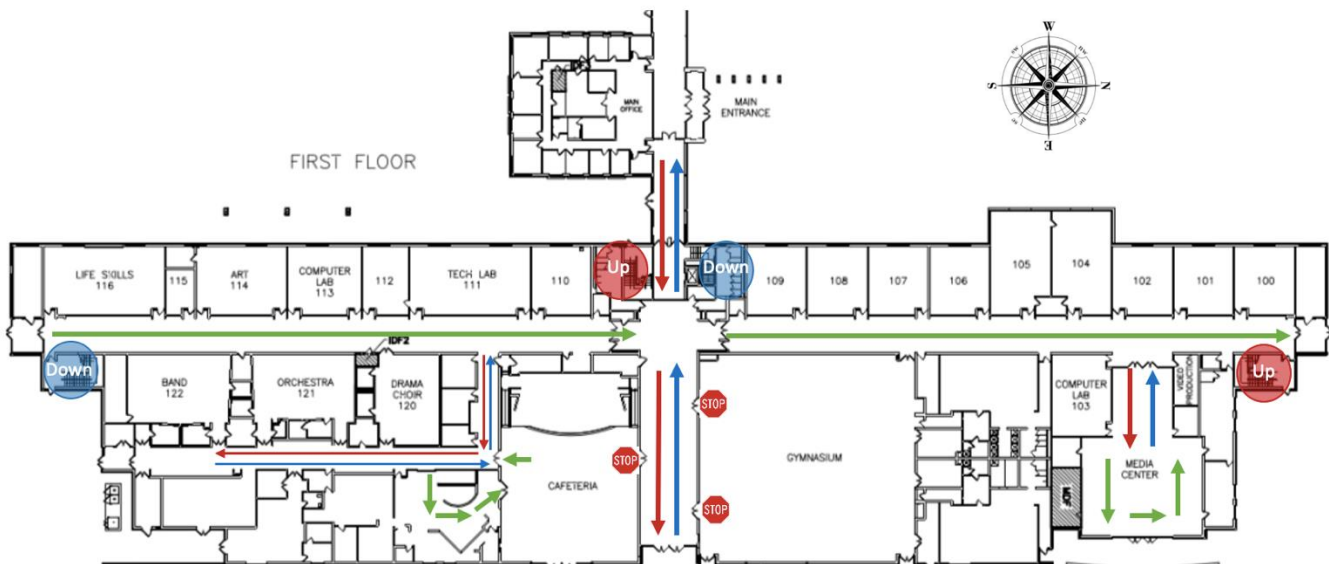 W
S
N
E
MAIN
OFFICE
MAIN
ENTRANCE
FIRST FLOOR
LIFE SKILLS
116
115
ART
114
COMPUTER
LAB
113
112
TECH LAB
111
110
Up
Down
109
108
107
106
105
104
102
101
100
IDF2
Down
BAND
122
ORCHESTRA
121
DRAMA
CHOIR
120
STOP
STOP
STOP
CAFETERIA
GYMNASIUM
COMPUTER
LAB
103
VIDEO
PRODUCTION
Up
MEDIA
CENTER
MDF